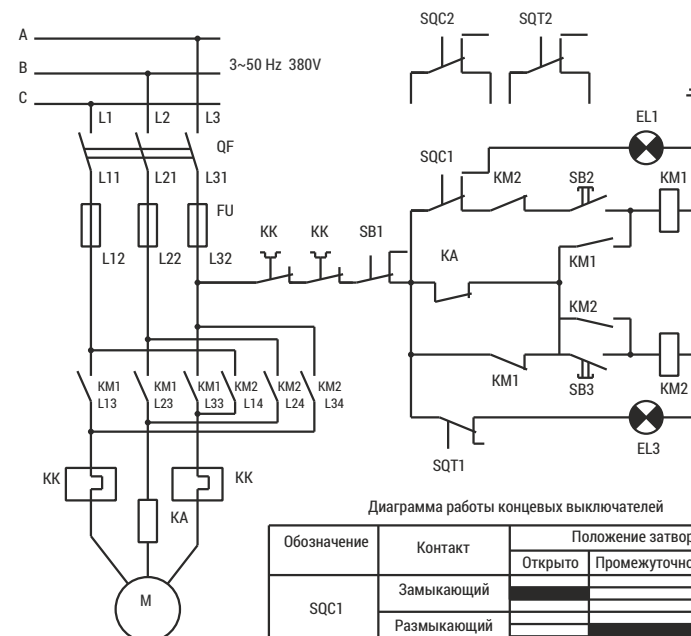 SQC2 SQT2
A
B 3~50 Hz 380V
C
L1 L2 L3
QF
EL1
SQC1
L11 L21 L31
KM2 SB2 KM1
FU
KK KK SB1
L12 L22 L32
KA
KM1
KM2
KM1 KM1 KM1 KM2 KM2 KM2
L13 L23 L33 L14 L24 L34
KM1 SB3 KM2
EL3
SQT1
KK KK
KA
M
Диаграмма работы концевых выключателей
Обозначение Контакт Положение затвор
Открыто Промежуточно
SQC1 Замыкающий
Размыкающий